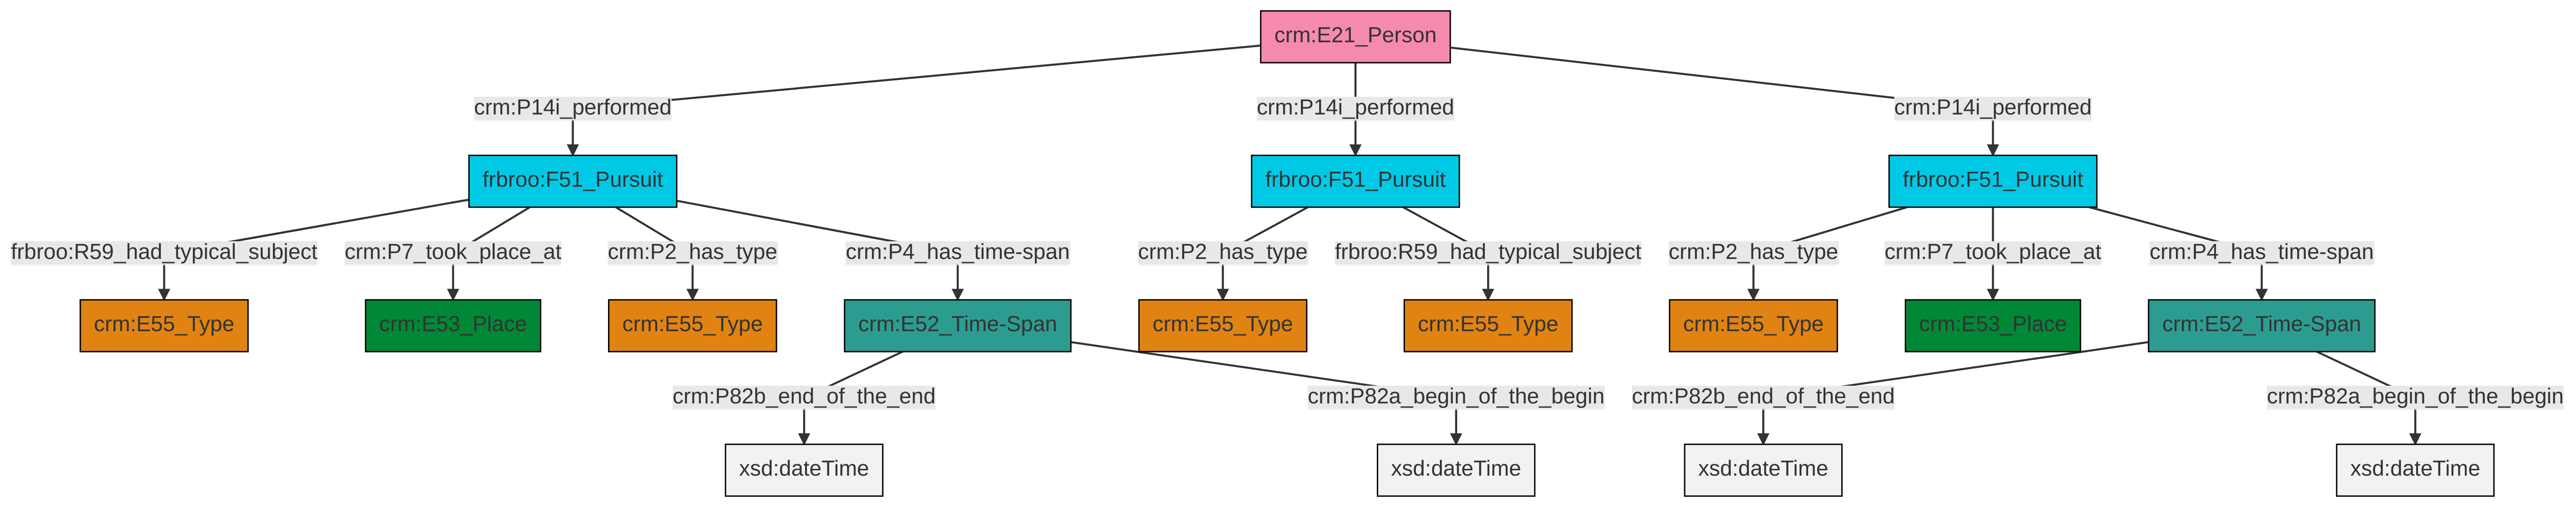 crm:E21_Person
crm:P14i_performed
crm:P14i_performed
crm:P14i_performed
frbroo:F51_Pursuit
frbroo:F51_Pursuit
frbroo:F51_Pursuit
frbroo:R59_had_typical_subject
crm:P7_took_place_at
crm:P2_has_type
crm:P4_has_time-span
crm:P2_has_type
frbroo:R59_had_typical_subject
crm:P2_has_type
crm:P7_took_place_at
crm:P4_has_time-span
crm:E55_Type
crm:E53_Place
crm:E55_Type
crm:E52_Time-Span
crm:E55_Type
crm:E55_Type
crm:E55_Type
crm:E53_Place
crm:E52_Time-Span
crm:P82b_end_of_the_end
crm:P82a_begin_of_the_begin
crm:P82b_end_of_the_end
crm:P82a_begin_of_the_begin
xsd:dateTime
xsd:dateTime
xsd:dateTime
xsd:dateTime